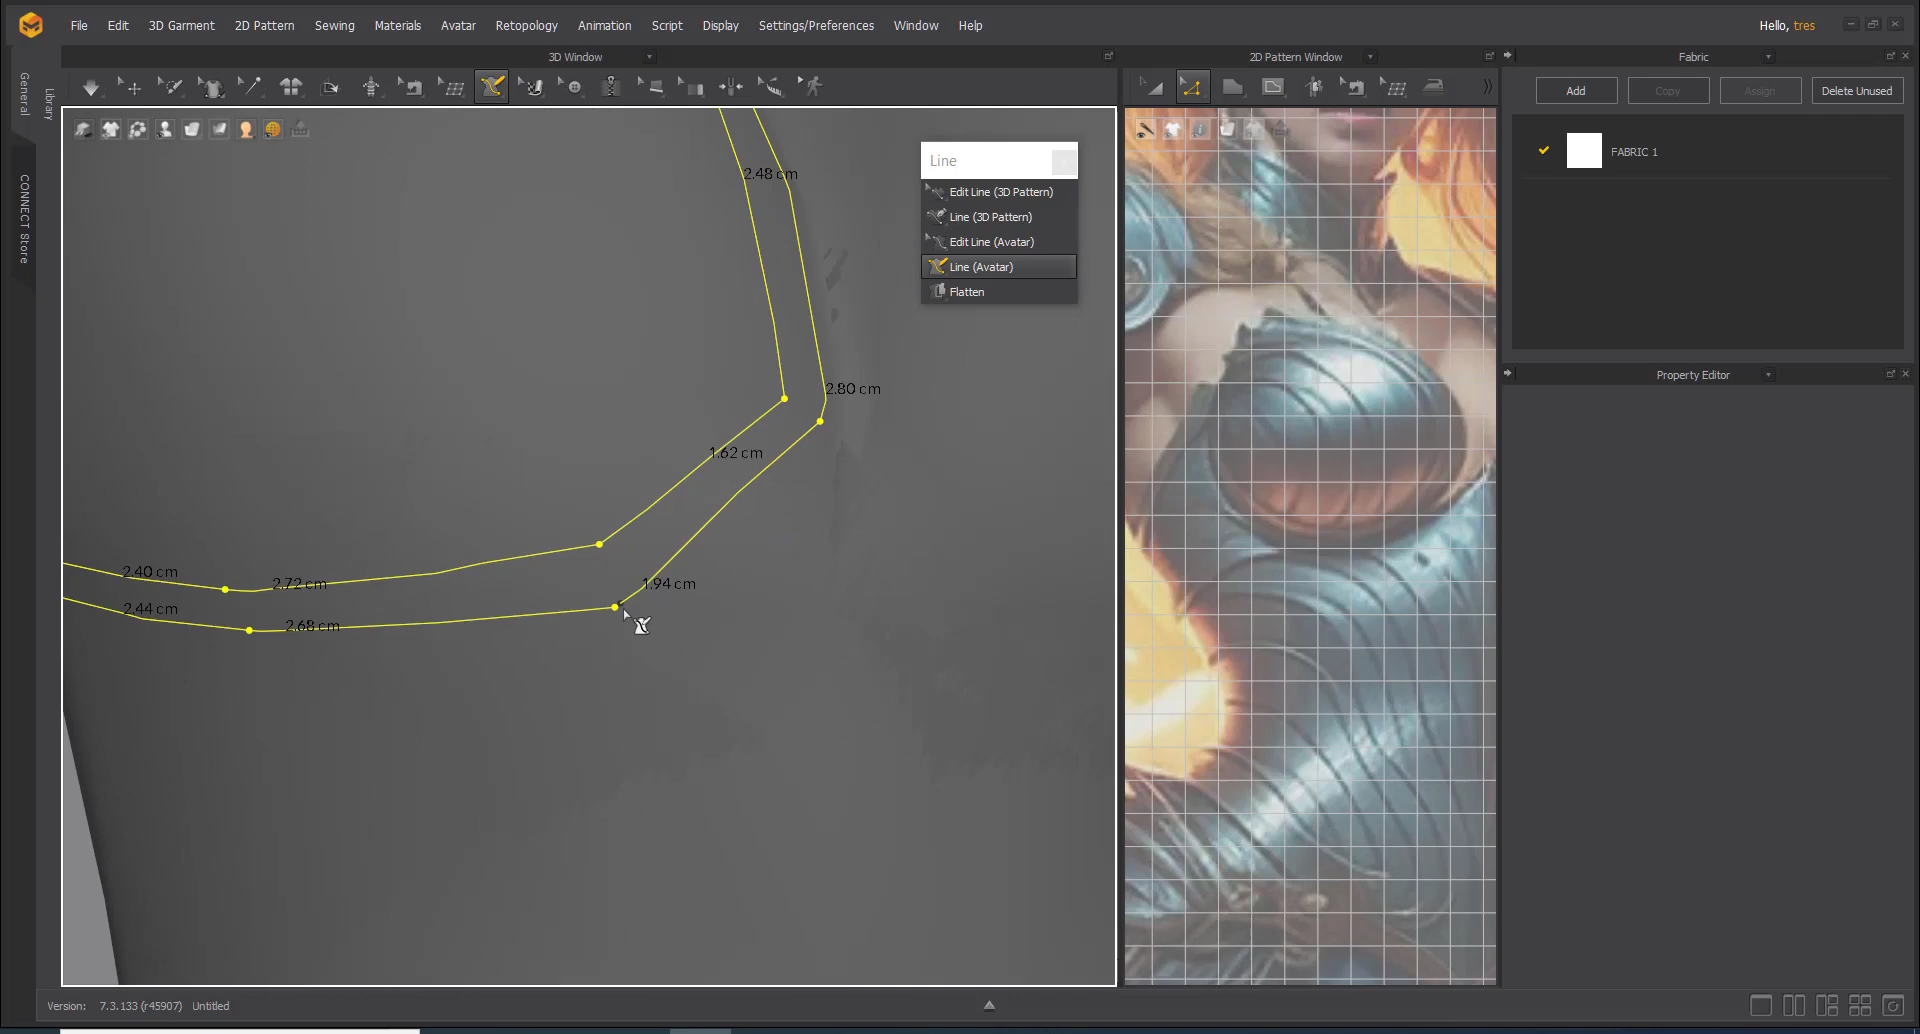 File Edit 3D Garment 2D Pattern Sewing Materials Avatar Retopology Animation Script Display Settings/Preferences Window Help
Hello, tres
3D Window
2D Pattern Window
Fabric
General
Library
CONNECT Store
Add
Copy
Assign
Delete Unused
FABRIC 1
Property Editor
Line
Edit Line (3D Pattern)
Line (3D Pattern)
Edit Line (Avatar)
Line (Avatar)
Flatten
2.48 cm
2.80 cm
1.62 cm
2.40 cm
2.72 cm
1.94 cm
2.44 cm
2.68 cm
Version: 7.3.133 (r45907) Untitled